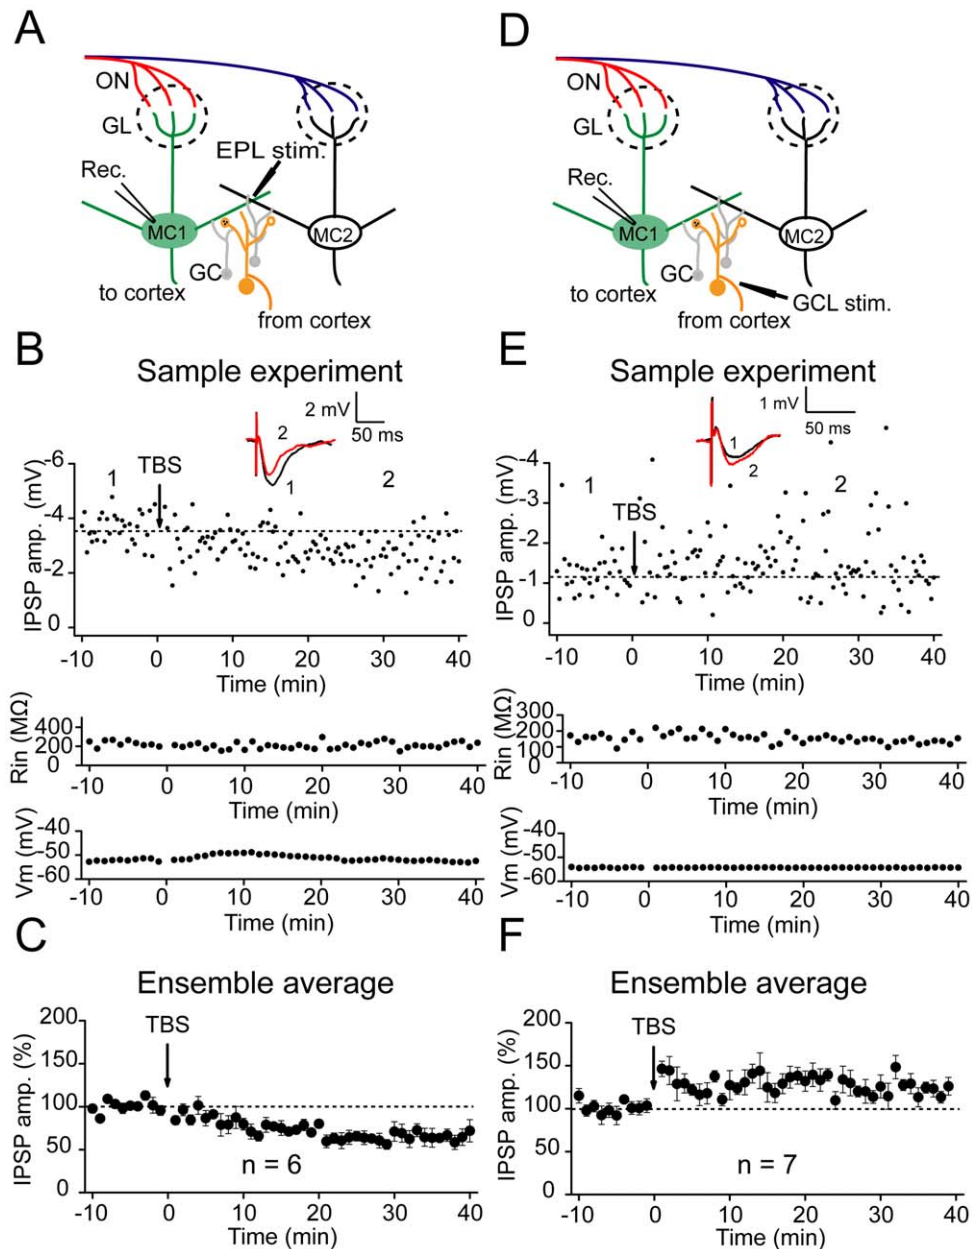 A
ON
GL
EPL stim.
Rec.
MC1
MC2
GC
to cortex
from cortex
B
Sample experiment
2 mV
50 ms
2
1
IPSP amp. (mV)
-6
-4
-2
0
1
TBS
2
-10 0 10 20 30 40
Time (min)
Rin (MΩ)
400
200
0
-10 0 10 20 30 40
Time (min)
Vm (mV)
-40
-50
-60
-10 0 10 20 30 40
Time (min)
C
Ensemble average
IPSP amp. (%)
200
150
100
50
0
TBS
n = 6
-10 0 10 20 30 40
Time (min)
D
ON
GL
Rec.
MC1
MC2
GC
to cortex
GCL stim.
from cortex
E
Sample experiment
1 mV
50 ms
1
2
IPSP amp. (mV)
-4
-3
-2
-1
0
1
TBS
2
-10 0 10 20 30 40
Time (min)
Rin (MΩ)
300
200
100
0
-10 0 10 20 30 40
Time (min)
Vm (mV)
-40
-50
-60
-10 0 10 20 30 40
Time (min)
F
Ensemble average
IPSP amp. (%)
200
150
100
50
0
TBS
n = 7
-10 0 10 20 30 40
Time (min)